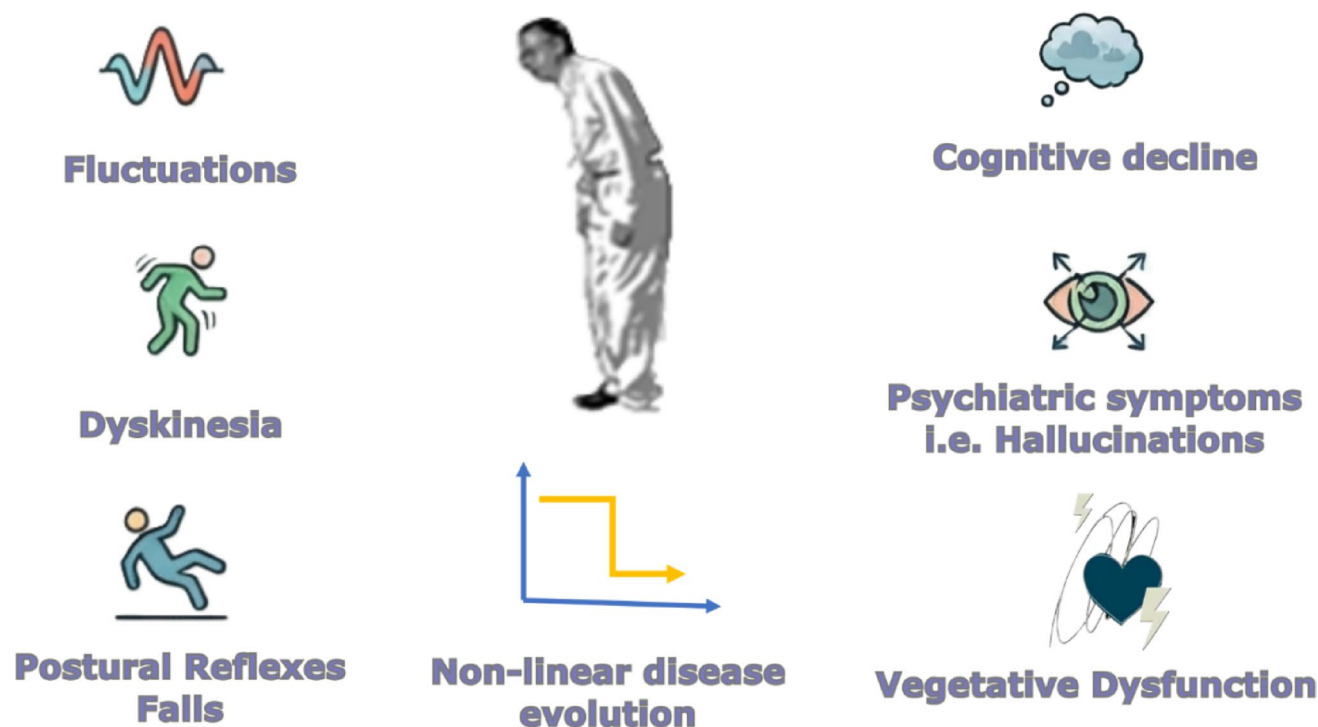 Fluctuations
Cognitive decline
Dyskinesia
Psychiatric symptoms
i.e. Hallucinations
Postural Reflexes
Falls
Non-linear disease
evolution
Vegetative Dysfunction